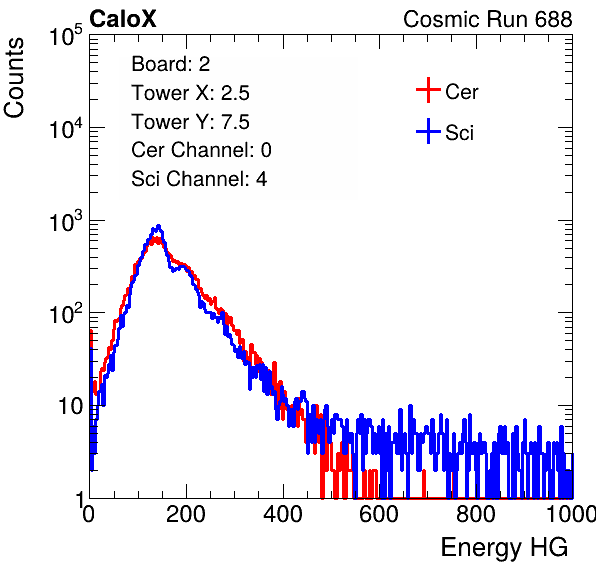 CaloX Cosmic Run 688
Counts
Board: 2
Tower X: 2.5
Tower Y: 7.5
Cer Channel: 0
Sci Channel: 4
Cer
Sci
10^5
10^4
10^3
10^2
10
1
0 200 400 600 800 1000
Energy HG